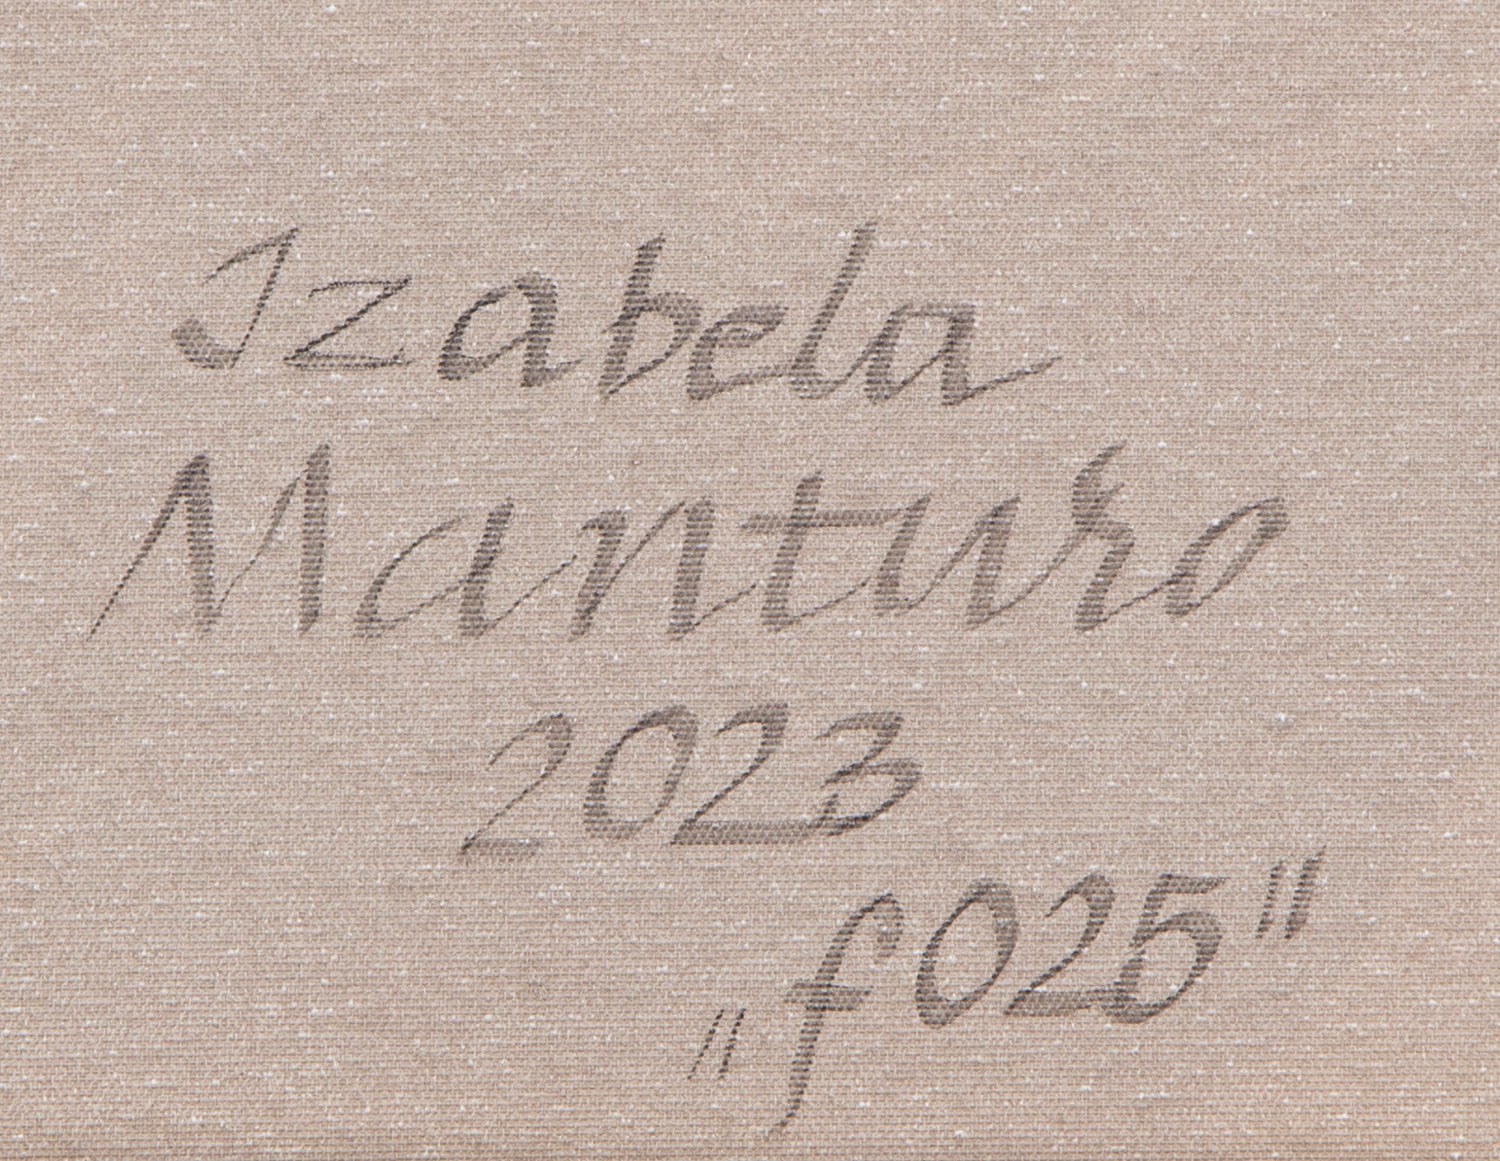 Izabela
Manturo
2023
„f025"